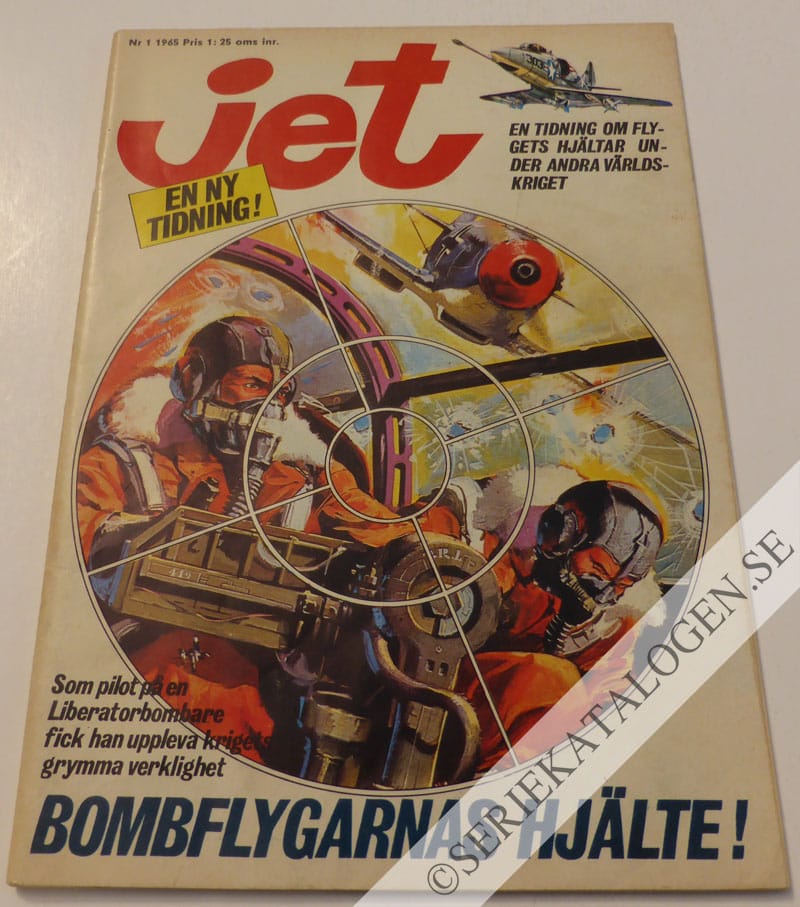 Nr 1 1965 Pris 1: 25 oms inr.
jet
303
EN TIDNING OM FLY-
GETS HJÄLTAR UN-
DER ANDRA VÄRLDS-
KRIGET
EN NY
TIDNING!
419
Som pilot på en
Liberatorbombare
fick han uppleva krigets
grymma verklighet
BOMBFLYGARNAS HJÄLTE!
© SERIEKATALOGEN.SE